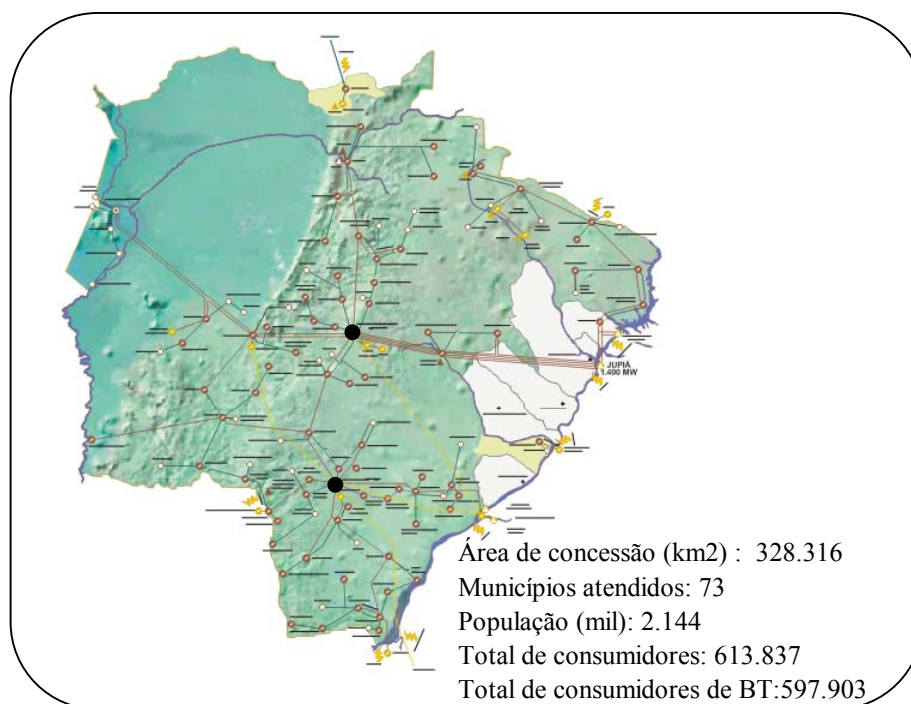 JUPIÁ
1.400 MW
Área de concessão (km2) : 328.316
Municípios atendidos: 73
População (mil): 2.144
Total de consumidores: 613.837
Total de consumidores de BT:597.903